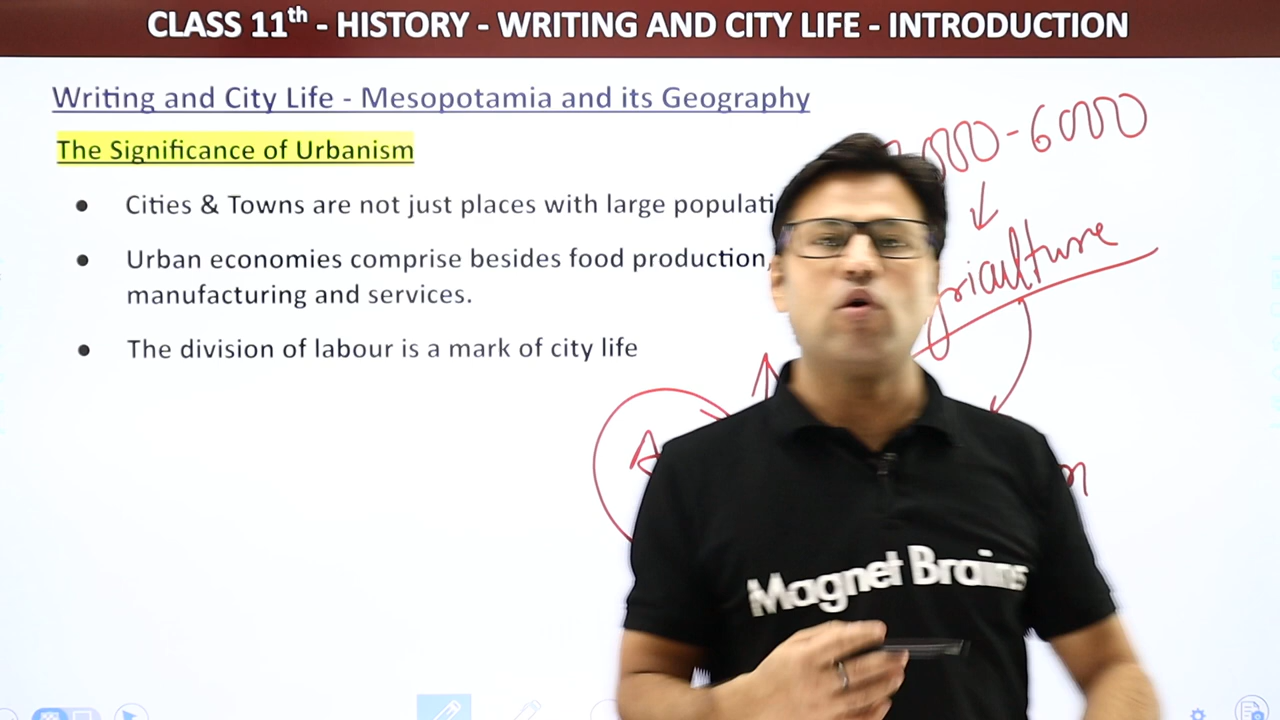 CLASS 11th - HISTORY - WRITING AND CITY LIFE - INTRODUCTION
Writing and City Life - Mesopotamia and its Geography
The Significance of Urbanism
● Cities & Towns are not just places with large
● Urban economies comprise besides food production,
manufacturing and services.
● The division of labour is a mark of city life
6000
Magnet Brains